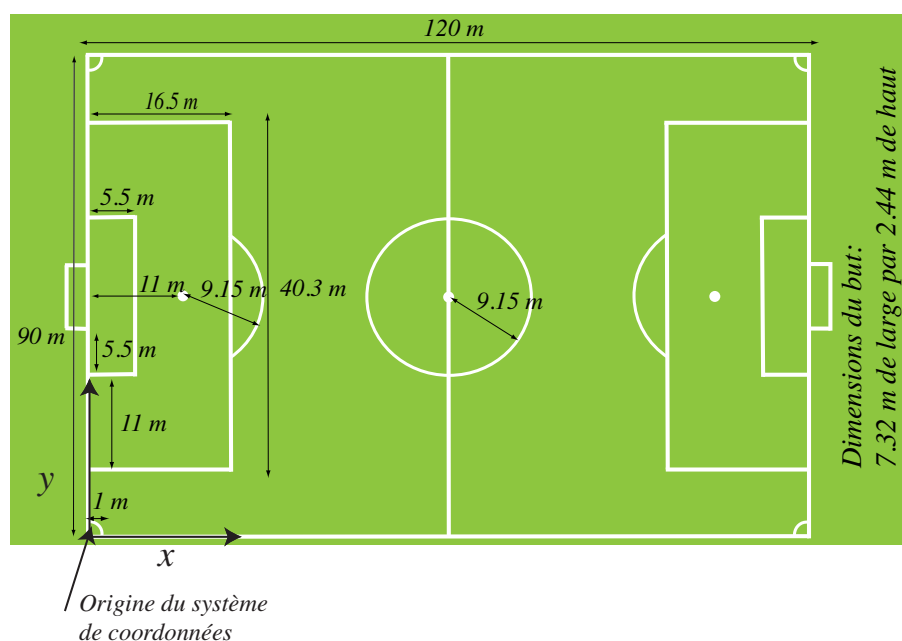 120 m
16.5 m
5.5 m
11 m
9.15 m
40.3 m
9.15 m
90 m
5.5 m
11 m
y
1 m
x
Origine du système
de coordonnées
Dimensions du but:
7.32 m de large par 2.44 m de haut